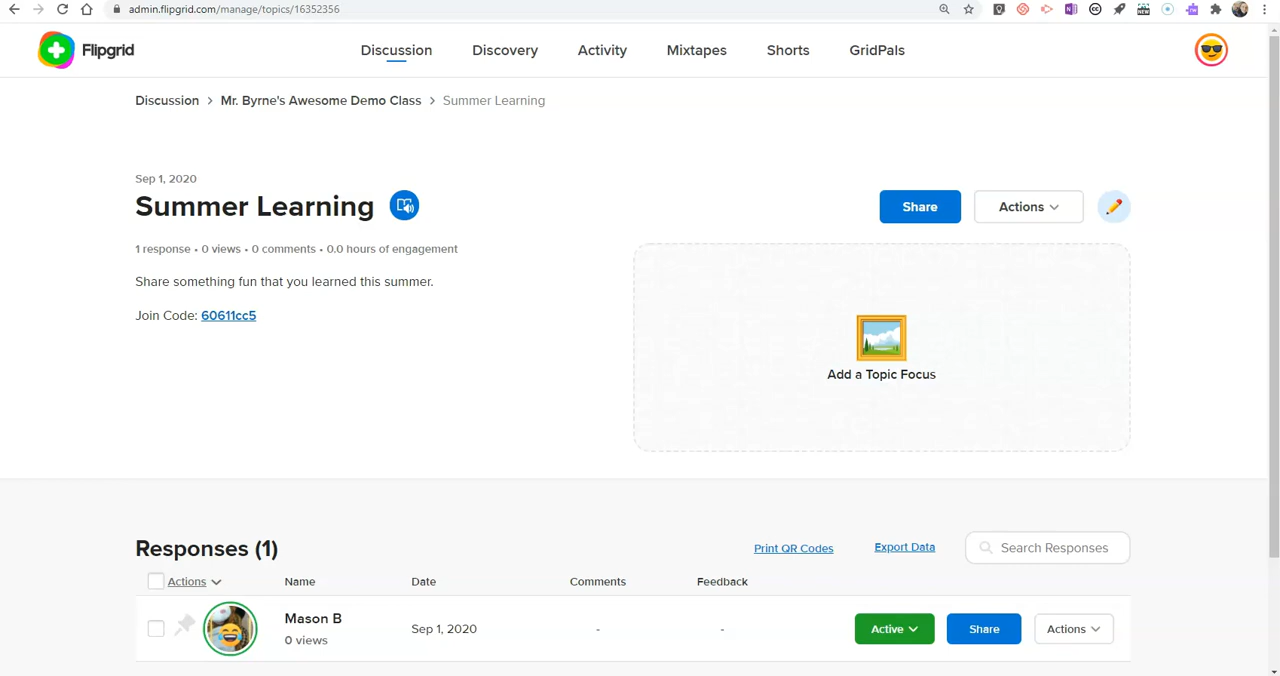 admin.flipgrid.com/manage/topics/16352356
Flipgrid
Discussion Discovery Activity Mixtapes Shorts GridPals
Discussion > Mr. Byrne's Awesome Demo Class > Summer Learning
Sep 1, 2020
Summer Learning
Share Actions
1 response • 0 views • 0 comments • 0.0 hours of engagement
Share something fun that you learned this summer.
Join Code: 60611cc5
Add a Topic Focus
Responses (1)
Print QR Codes Export Data Search Responses
Actions Name Date Comments Feedback
Mason B
0 views
Sep 1, 2020 - - Active Share Actions